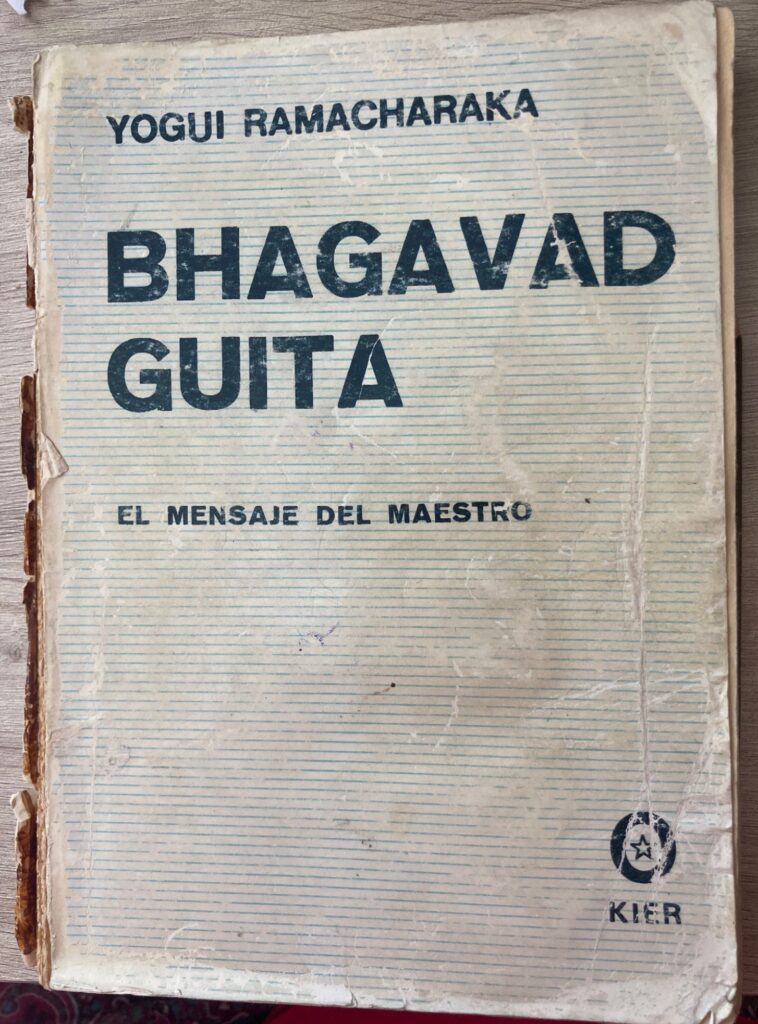 YOGUI RAMACHARAKA
BHAGAVAD
GUITA
EL MENSAJE DEL MAESTRO
KIER